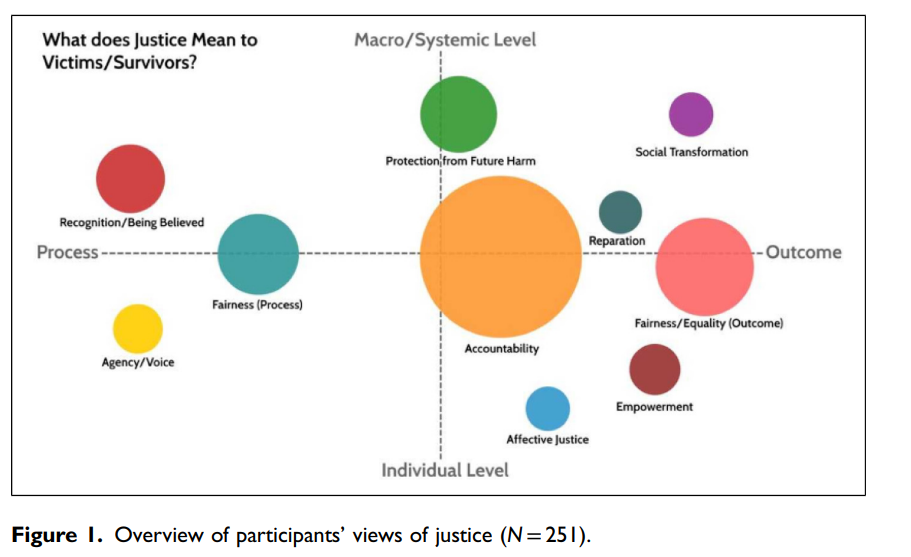 What does Justice Mean to
Victims/Survivors?
Macro/Systemic Level
Protection from Future Harm
Social Transformation
Recognition/Being Believed
Reparation
Process
Outcome
Fairness (Process)
Fairness/Equality (Outcome)
Accountability
Agency/Voice
Empowerment
Affective Justice
Individual Level
Figure 1. Overview of participants’ views of justice (N = 251).